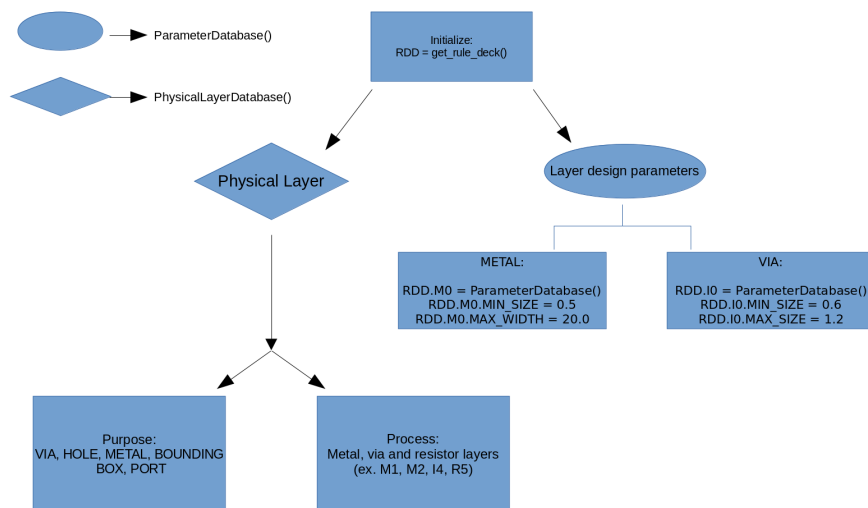 ParameterDatabase()
PhysicalLayerDatabase()
Initialize:
RDD = get_rule_deck()
Physical Layer
Layer design parameters
METAL:
RDD.M0 = ParameterDatabase()
RDD.M0.MIN_SIZE = 0.5
RDD.M0.MAX_WIDTH = 20.0
VIA:
RDD.I0 = ParameterDatabase()
RDD.I0.MIN_SIZE = 0.6
RDD.I0.MAX_SIZE = 1.2
Purpose:
VIA, HOLE, METAL, BOUNDING
BOX, PORT
Process:
Metal, via and resistor layers
(ex. M1, M2, I4, R5)